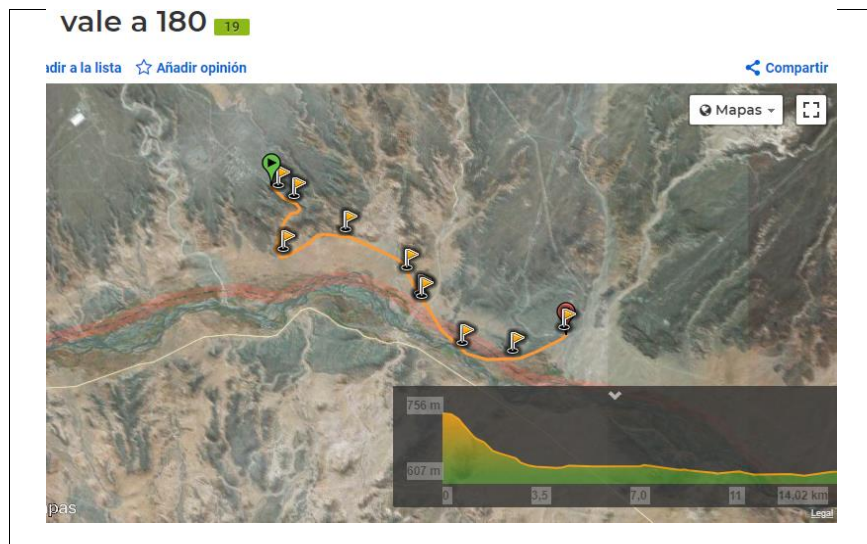 vale a 180 19
adir a la lista Añadir opinión Compartir
Mapas
756 m
607 m
0 3,5 7,0 11 14,02 km
apas Legal